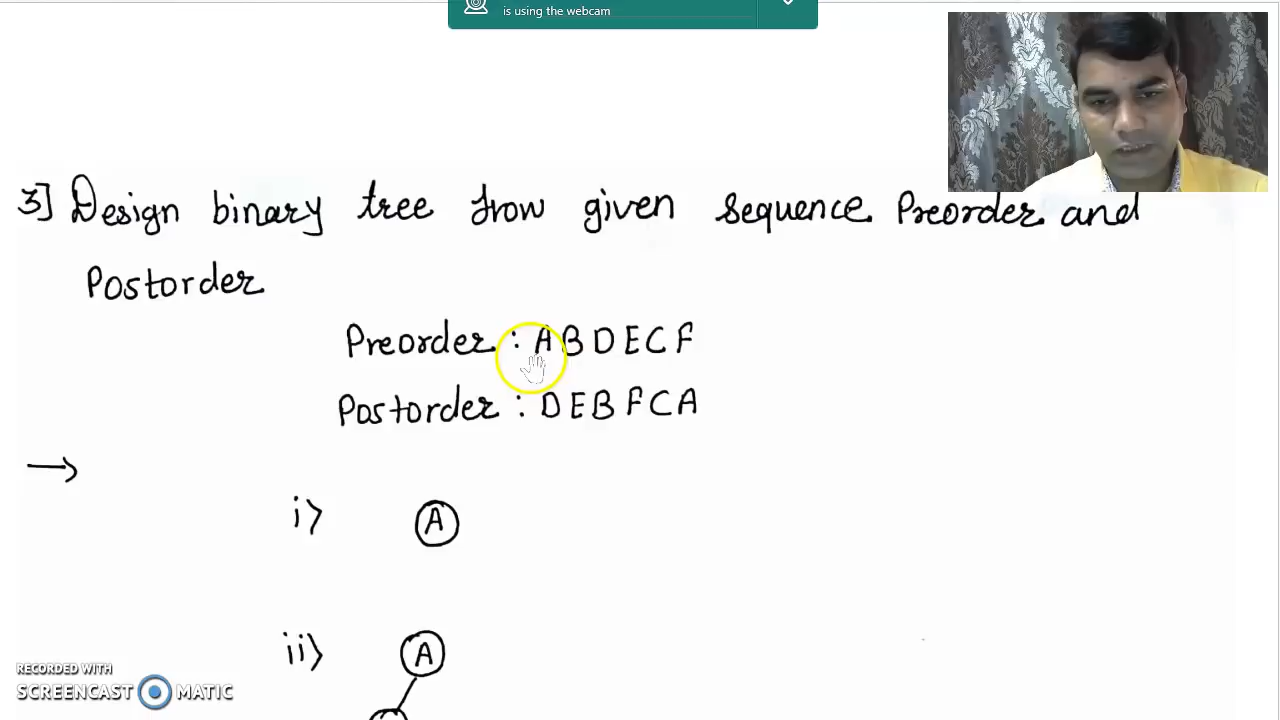 is using the webcam
3] Design binary tree from given sequence Preorder and
Postorder
Preorder : A B D E C F
Postorder : D E B F C A
→
i) A
ii) A
RECORDED WITH
SCREENCAST MATIC